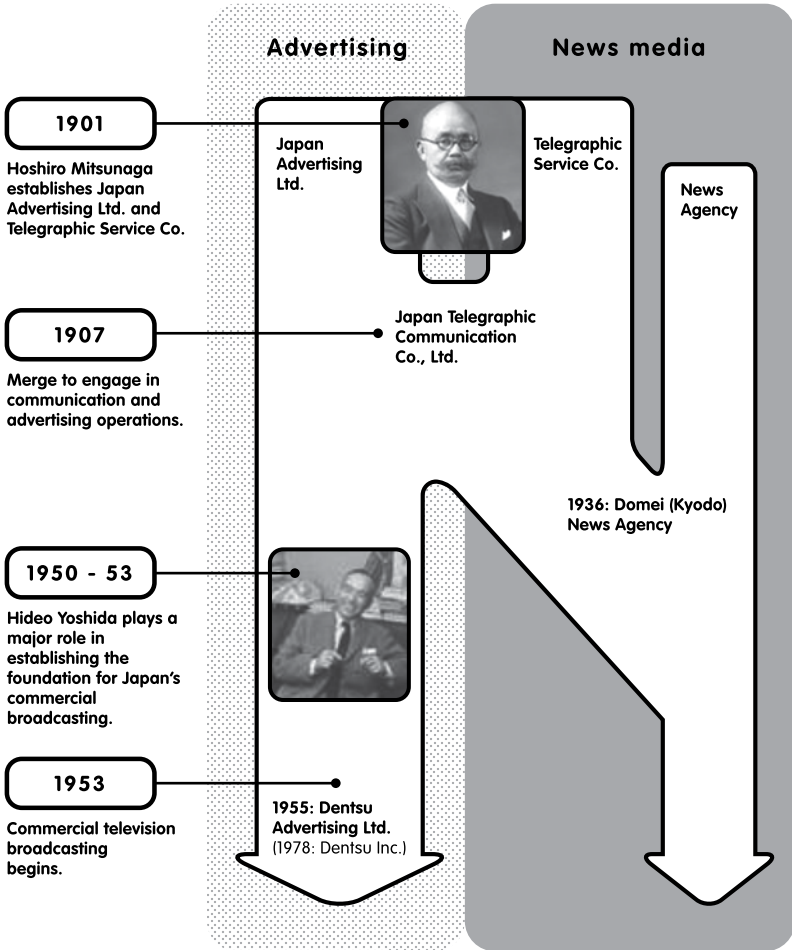 Advertising
News media
1901
Hoshiro Mitsunaga
establishes Japan
Advertising Ltd. and
Telegraphic Service Co.
Japan
Advertising
Ltd.
Telegraphic
Service Co.
News
Agency
1907
Merge to engage in
communication and
advertising operations.
Japan Telegraphic
Communication
Co., Ltd.
1936: Domei (Kyodo)
News Agency
1950 - 53
Hideo Yoshida plays a
major role in
establishing the
foundation for Japan's
commercial
broadcasting.
1953
Commercial television
broadcasting
begins.
1955: Dentsu
Advertising Ltd.
(1978: Dentsu Inc.)